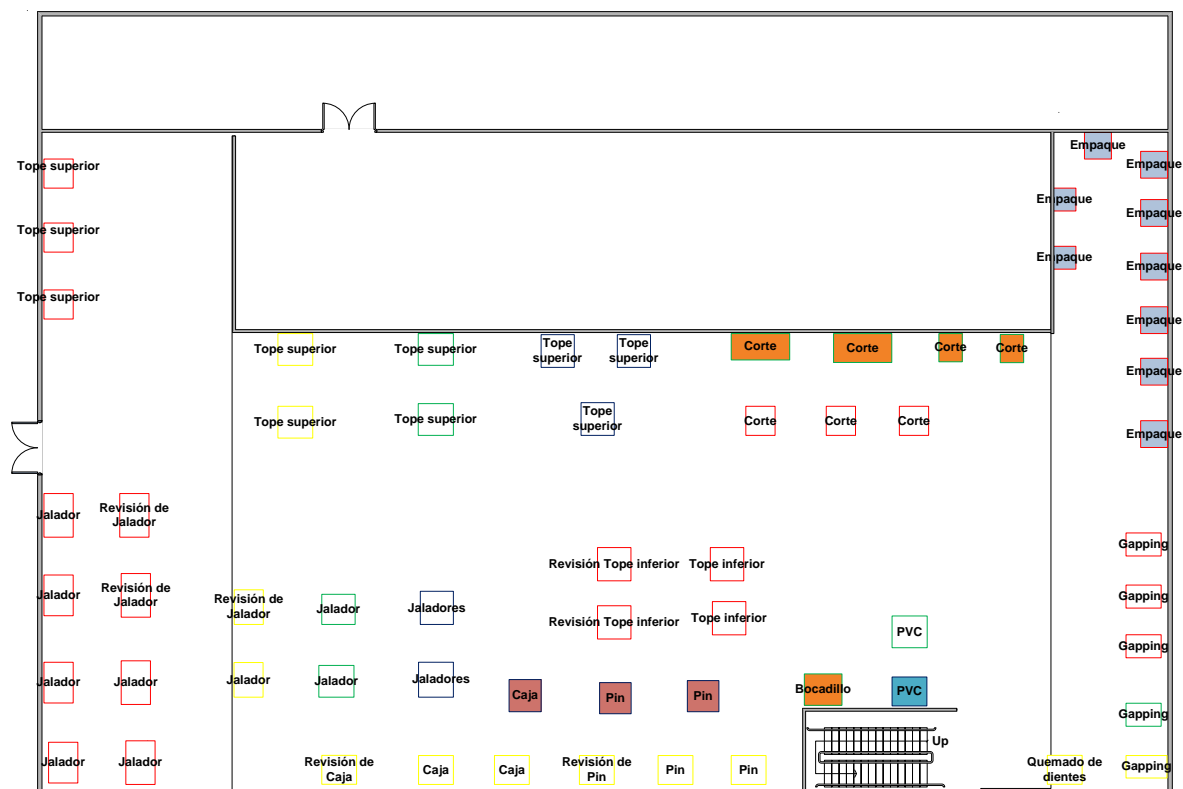 Empaque
Tope superior
Empaque
Empaque
Empaque
Tope superior
Empaque
Empaque
Tope superior
Empaque
Tope superior
Tope superior
Tope
superior
Tope
superior
Corte
Corte
Corte
Corte
Empaque
Tope superior
Tope superior
Tope
superior
Corte
Corte
Corte
Empaque
Jalador
Revisión de
Jalador
Gapping
Revisión Tope inferior
Tope inferior
Jalador
Revisión de
Jalador
Revisión de
Jalador
Jalador
Jaladores
Gapping
Revisión Tope inferior
Tope inferior
PVC
Gapping
Jalador
Jalador
Jalador
Jalador
Jaladores
Caja
Pin
Pin
Bocadillo
PVC
Gapping
Up
Jalador
Jalador
Revisión de
Caja
Caja
Caja
Revisión de
Pin
Pin
Pin
Quemado de
dientes
Gapping